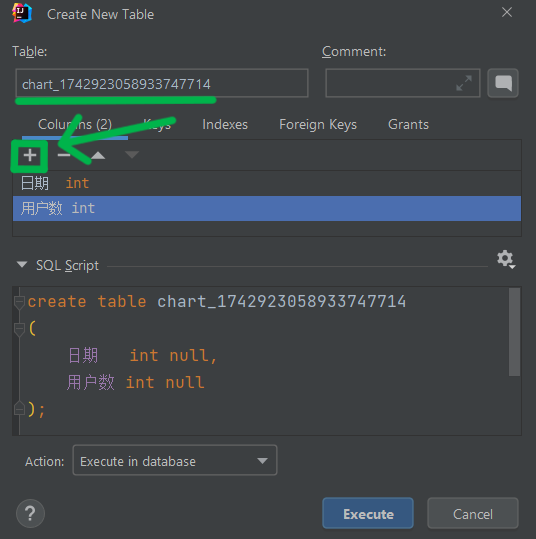 Create New Table
Table: Comment:
chart_1742923058933747714
Columns (2) Keys Indexes Foreign Keys Grants
日期 int
用户数 int
SQL Script
create table chart_1742923058933747714
(
日期 int null,
用户数 int null
);
Action: Execute in database
? Execute Cancel